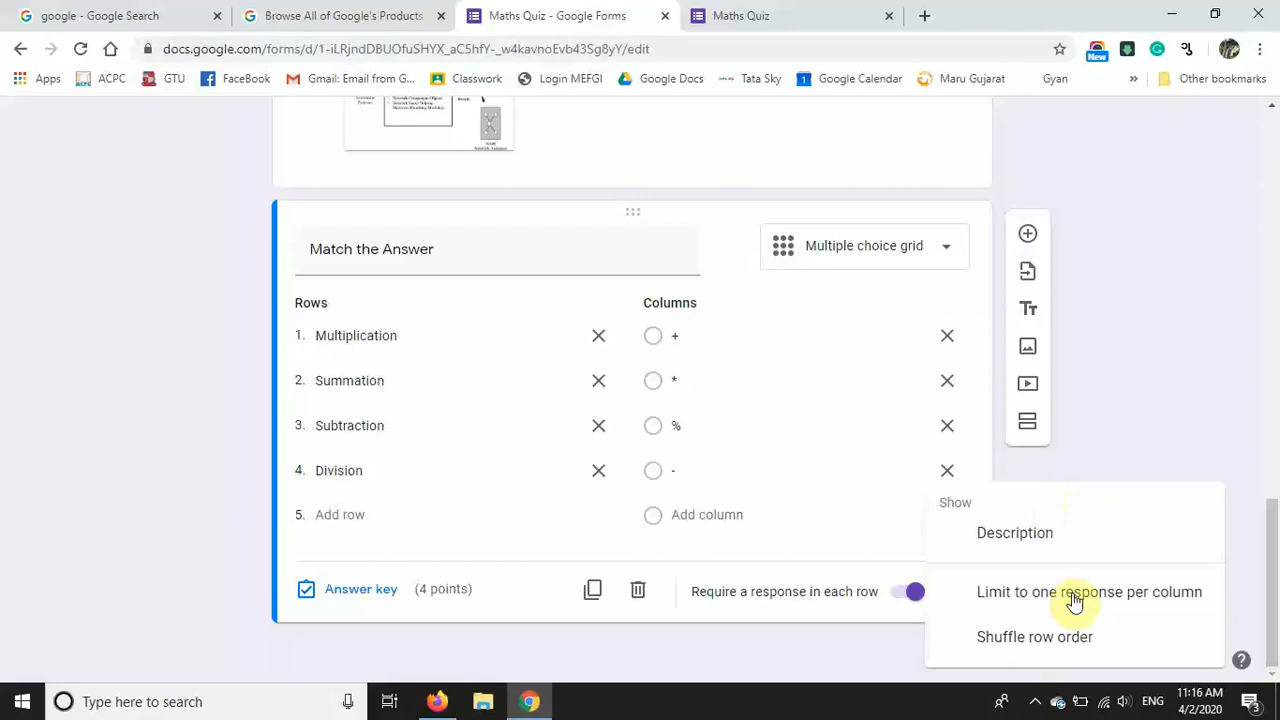 google - Google Search
Browse All of Google's Products
Maths Quiz - Google Forms
Maths Quiz
docs.google.com/forms/d/1-iLRjndDBUOfuSHYX_aC5hfY-_w4kavnoEvb43Sg8yY/edit
New
Apps
ACPC
GTU
FaceBook
Gmail: Email from G...
Classwork
Login MEFGI
Google Docs
Tata Sky
Google Calendar
Maru Gujarat
Gyan
Other bookmarks
Match the Answer
Multiple choice grid
Rows
Columns
1. Multiplication
+
2. Summation
*
3. Subtraction
%
4. Division
-
5. Add row
Add column
Show
Description
Answer key (4 points)
Require a response in each row
Limit to one response per column
Shuffle row order
Type here to search
ENG
11:16 AM
4/2/2020